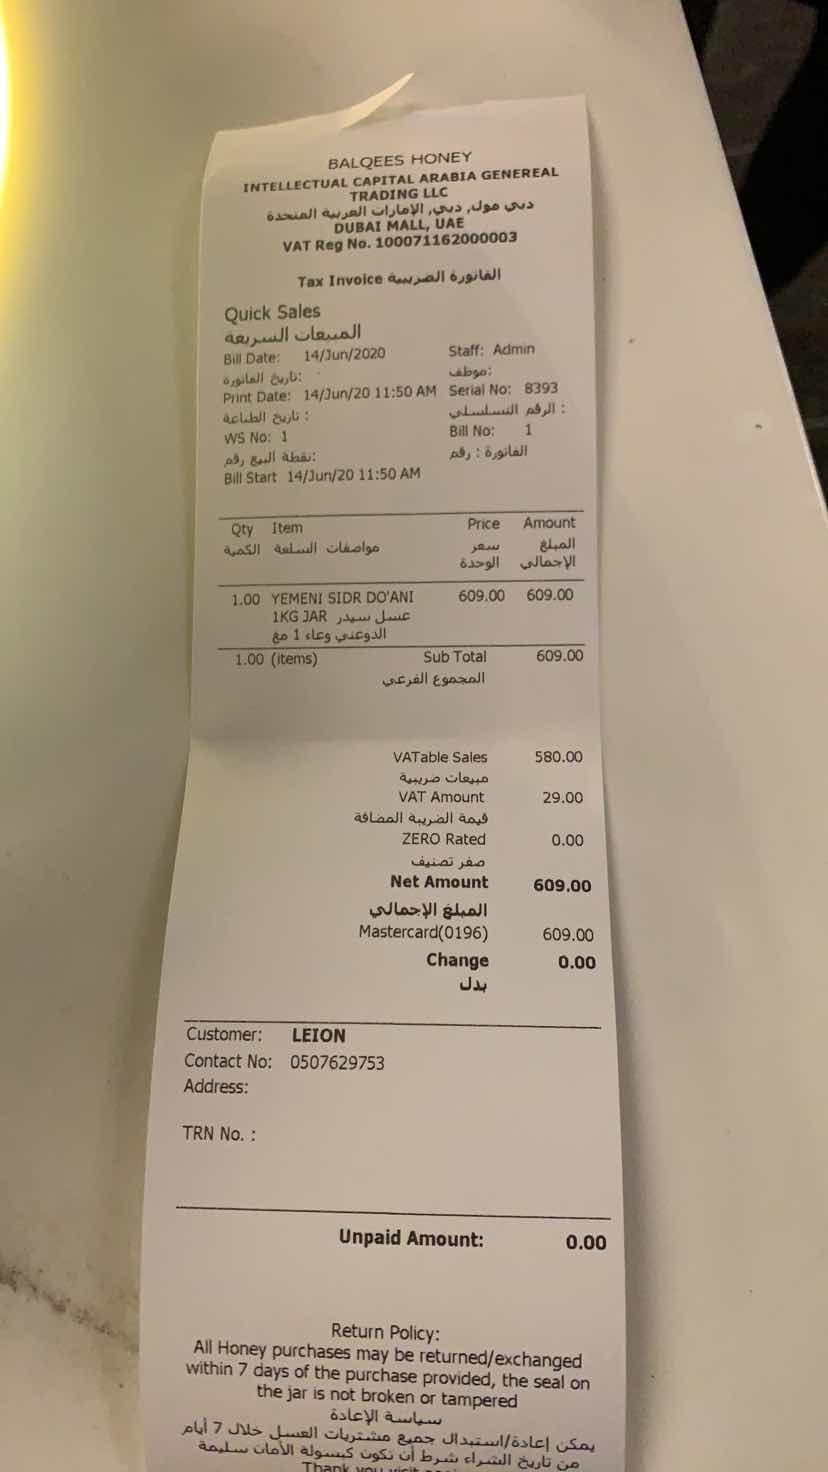 BALQEES HONEY
INTELLECTUAL CAPITAL ARABIA GENEREAL
TRADING LLC
دبي مول, دبي, الإمارات العربية المتحدة
DUBAI MALL, UAE
VAT Reg No. 100071162000003
Tax Invoice الفاتورة الضريبية
Quick Sales
المبيعات السريعة
Bill Date: 14/Jun/2020 Staff: Admin
تاريخ الفاتورة: موظف:
Print Date: 14/Jun/20 11:50 AM Serial No: 8393
تاريخ الطباعة : الرقم التسلسلي :
WS No: 1 Bill No: 1
نقطة البيع رقم: الفاتورة : رقم
Bill Start 14/Jun/20 11:50 AM
Qty Item Price Amount
الكمية مواصفات السلعة سعر المبلغ
الوحدة الإجمالي
1.00 YEMENI SIDR DO'ANI 609.00 609.00
1KG JAR عسل سيدر
الدوعني وعاء 1 مغ
1.00 (items) Sub Total 609.00
المجموع الفرعي
VATable Sales 580.00
مبيعات ضريبية
VAT Amount 29.00
قيمة الضريبة المضافة
ZERO Rated 0.00
صفر تصنيف
Net Amount 609.00
المبلغ الإجمالي
Mastercard(0196) 609.00
Change 0.00
بدل
Customer: LEION
Contact No: 0507629753
Address:
TRN No. :
Unpaid Amount: 0.00
Return Policy:
All Honey purchases may be returned/exchanged
within 7 days of the purchase provided, the seal on
the jar is not broken or tampered
سياسة الإعادة
يمكن إعادة/استبدال جميع مشتريات العسل خلال 7 أيام
من تاريخ الشراء شرط أن تكون كبسولة الأمان سليمة
Thank you visit